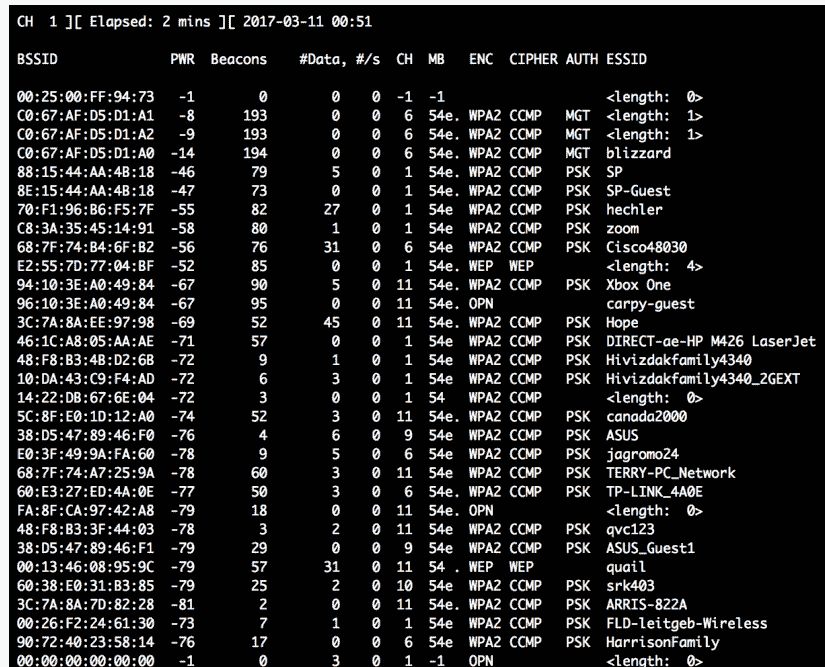 CH  1 ][ Elapsed: 2 mins ][ 2017-03-11 00:51
BSSID              PWR  Beacons    #Data, #/s  CH  MB   ENC  CIPHER AUTH ESSID
00:25:00:FF:94:73   -1        0        0    0  -1  -1                    <length:  0>
C0:67:AF:D5:D1:A1   -8      193        0    0   6  54e. WPA2 CCMP   MGT  <length:  1>
C0:67:AF:D5:D1:A2   -9      193        0    0   6  54e. WPA2 CCMP   MGT  <length:  1>
C0:67:AF:D5:D1:A0  -14      194        0    0   6  54e. WPA2 CCMP   MGT  blizzard
88:15:44:AA:4B:18  -46       79        5    0   1  54e. WPA2 CCMP   PSK  SP
8E:15:44:AA:4B:18  -47       73        0    0   1  54e. WPA2 CCMP   PSK  SP-Guest
70:F1:96:B6:F5:7F  -55       82       27    0   1  54e  WPA2 CCMP   PSK  hechler
C8:3A:35:45:14:91  -58       80        1    0   1  54e  WPA2 CCMP   PSK  zoom
68:7F:74:B4:6F:B2  -56       76       31    0   6  54e  WPA2 CCMP   PSK  Cisco48030
E2:55:7D:77:04:BF  -52       85        0    0   1  54e. WEP  WEP         <length:  4>
94:10:3E:A0:49:84  -67       90        5    0  11  54e. WPA2 CCMP   PSK  Xbox One
96:10:3E:A0:49:84  -67       95        0    0  11  54e. OPN              carpy-guest
3C:7A:8A:EE:97:98  -69       52       45    0  11  54e. WPA2 CCMP   PSK  Hope
46:1C:A8:05:AA:AE  -71       57        0    0   1  54e  WPA2 CCMP   PSK  DIRECT-ae-HP M426 LaserJet
48:F8:B3:4B:D2:6B  -72        9        1    0   1  54e  WPA2 CCMP   PSK  Hivizdakfamily4340
10:DA:43:C9:F4:AD  -72        6        3    0   1  54e  WPA2 CCMP   PSK  Hivizdakfamily4340_2GEXT
14:22:DB:67:6E:04  -72        3        0    0   1  54   WPA2 CCMP        <length:  0>
5C:8F:E0:1D:12:A0  -74       52        3    0  11  54e. WPA2 CCMP   PSK  canada2000
38:D5:47:89:46:F0  -76        4        6    0   9  54e  WPA2 CCMP   PSK  ASUS
E0:3F:49:9A:FA:60  -78        9        5    0   6  54e  WPA2 CCMP   PSK  jagromo24
68:7F:74:A7:25:9A  -78       60        3    0  11  54e  WPA2 CCMP   PSK  TERRY-PC_Network
60:E3:27:ED:4A:0E  -77       50        3    0   6  54e. WPA2 CCMP   PSK  TP-LINK_4A0E
FA:8F:CA:97:42:A8  -79       18        0    0  11  54e. OPN              <length:  0>
48:F8:B3:3F:44:03  -78        3        2    0  11  54e  WPA2 CCMP   PSK  qvc123
38:D5:47:89:46:F1  -79       29        0    0   9  54e  WPA2 CCMP   PSK  ASUS_Guest1
00:13:46:08:95:9C  -79       57       31    0  11  54 . WEP  WEP         quail
60:38:E0:31:B3:85  -79       25        2    0  10  54e  WPA2 CCMP   PSK  srk403
3C:7A:8A:7D:82:28  -81        2        0    0  11  54e. WPA2 CCMP   PSK  ARRIS-822A
00:26:F2:24:61:30  -73        7        1    0   1  54e  WPA2 CCMP   PSK  FLD-leitgeb-Wireless
90:72:40:23:58:14  -76       17        0    0   6  54e  WPA2 CCMP   PSK  HarrisonFamily
00:00:00:00:00:00   -1        0        3    0   1  -1   OPN              <length:  0>